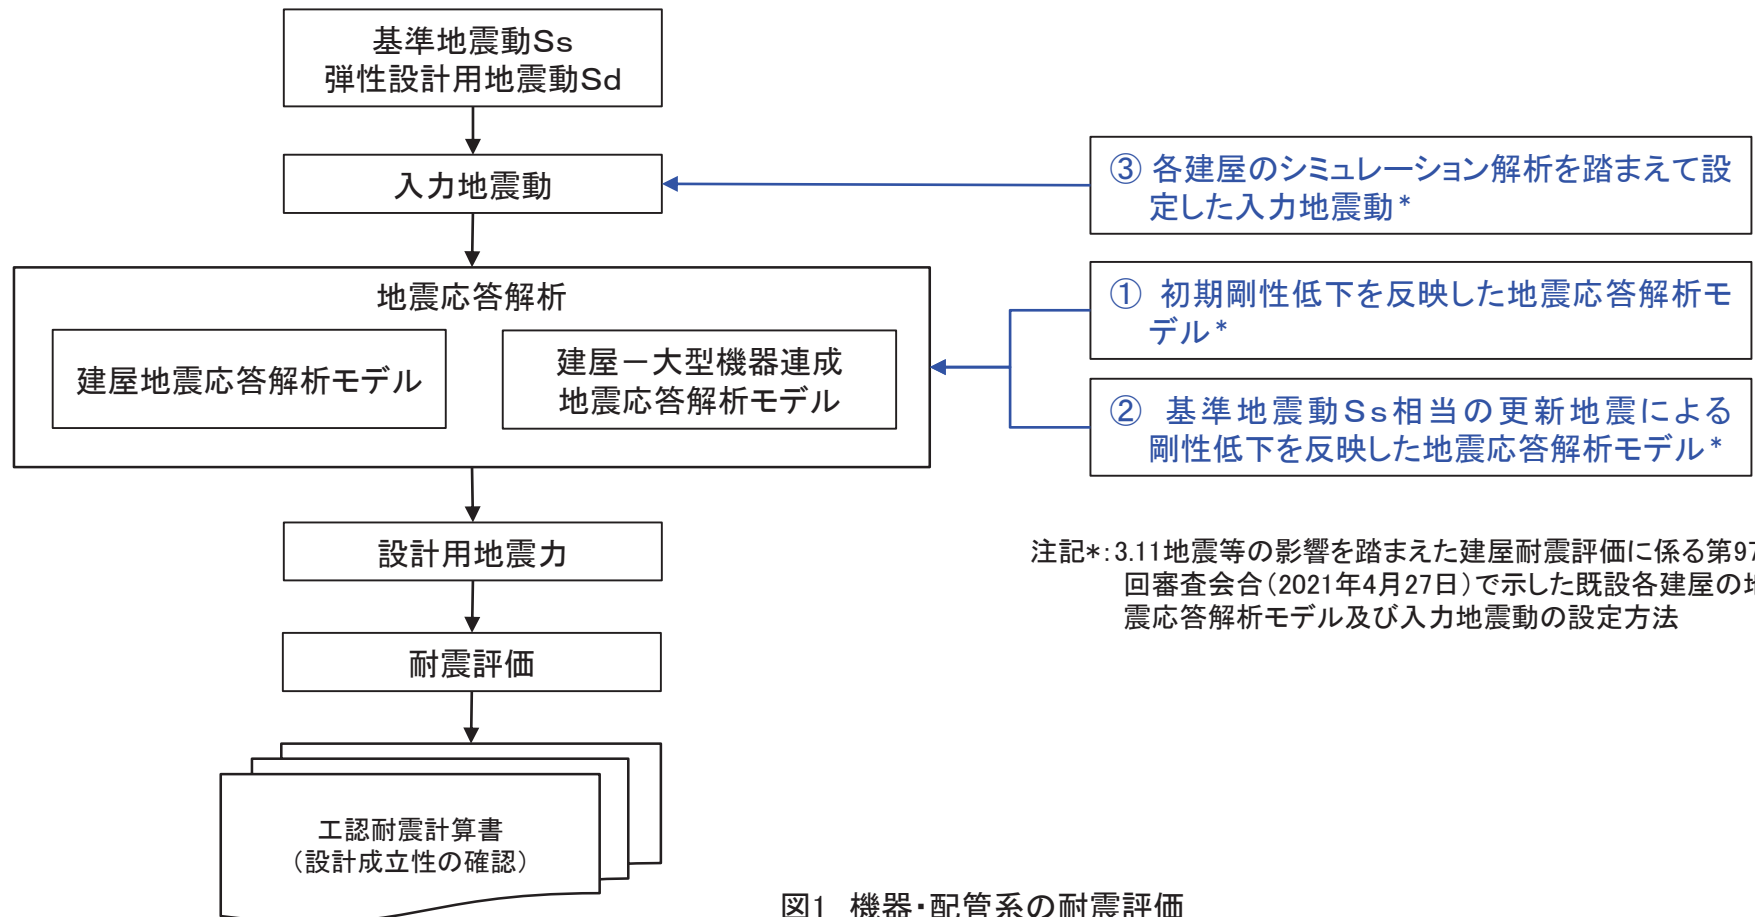 基準地震動Ss
弾性設計用地震動Sd
入力地震動
③ 各建屋のシミュレーション解析を踏まえて設
定した入力地震動*
地震応答解析
建屋地震応答解析モデル
建屋－大型機器連成
地震応答解析モデル
① 初期剛性低下を反映した地震応答解析モ
デル*
② 基準地震動Ss相当の更新地震による
剛性低下を反映した地震応答解析モデル*
設計用地震力
注記*:3.11地震等の影響を踏まえた建屋耐震評価に係る第97
回審査会合(2021年4月27日)で示した既設各建屋の地
震応答解析モデル及び入力地震動の設定方法
耐震評価
工認耐震計算書
(設計成立性の確認)
図1 機器・配管系の耐震評価